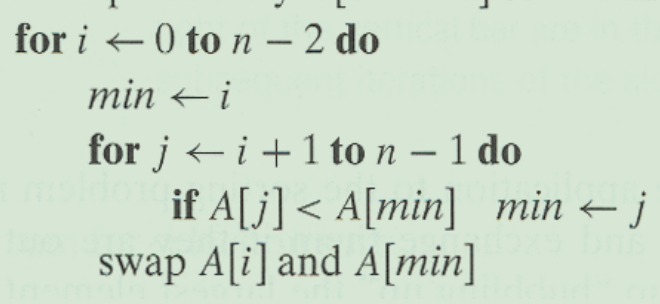 for i ← 0 to n − 2 do
min ← i
for j ← i + 1 to n − 1 do
if A[j] < A[min] min ← j
swap A[i] and A[min]